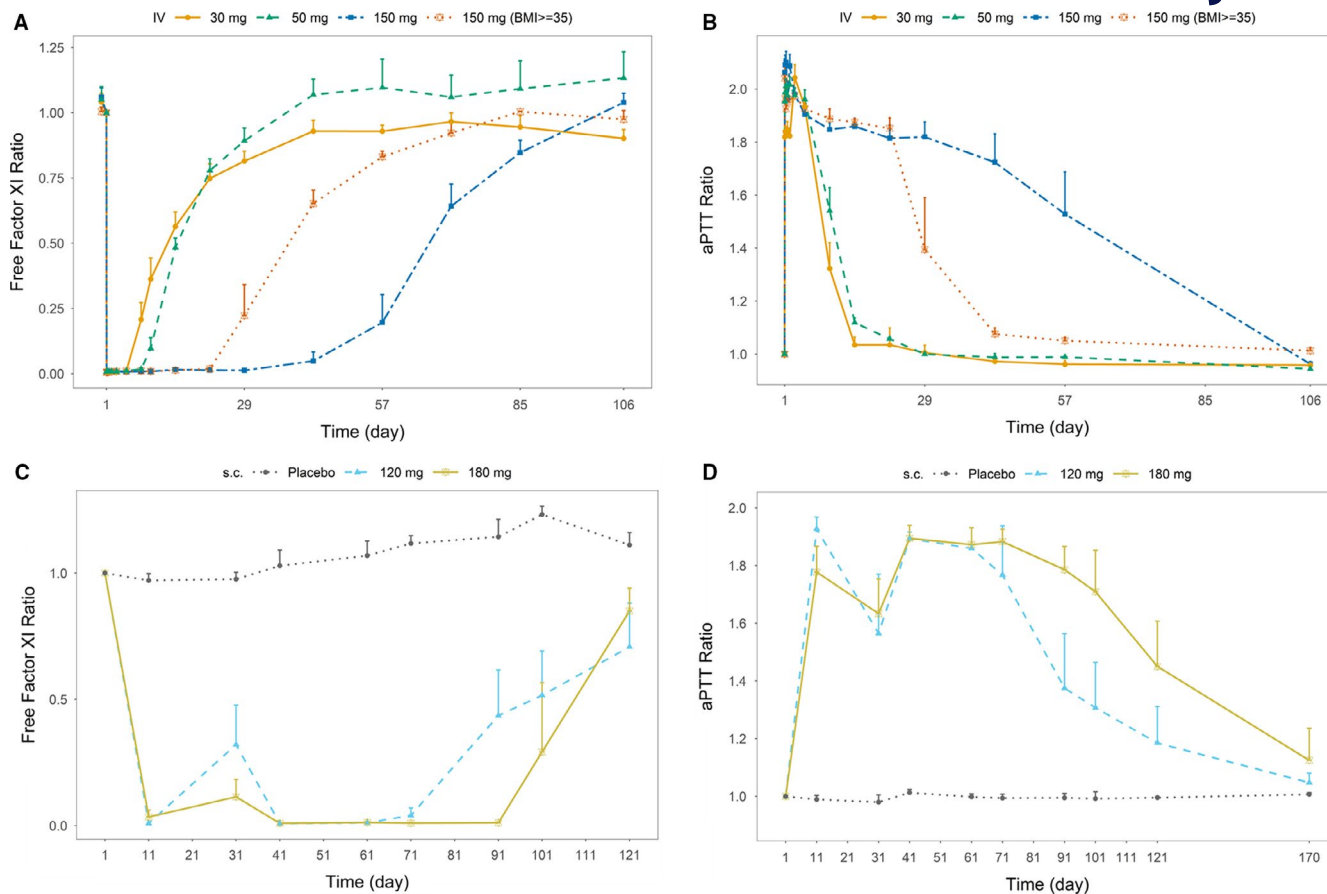 A
IV 30 mg 50 mg 150 mg 150 mg (BMI>=35)
1.25
1.00
0.75
0.50
0.25
0.00
Free Factor XI Ratio
1 29 57 85 106
Time (day)
B
IV 30 mg 50 mg 150 mg 150 mg (BMI>=35)
2.0
1.8
1.6
1.4
1.2
1.0
aPTT Ratio
1 29 57 85 106
Time (day)
C
s.c. Placebo 120 mg 180 mg
1.0
0.5
0.0
Free Factor XI Ratio
1 11 21 31 41 51 61 71 81 91 101 111 121
Time (day)
D
s.c. Placebo 120 mg 180 mg
2.0
1.8
1.6
1.4
1.2
1.0
aPTT Ratio
1 11 21 31 41 51 61 71 81 91 101 111 121 170
Time (day)